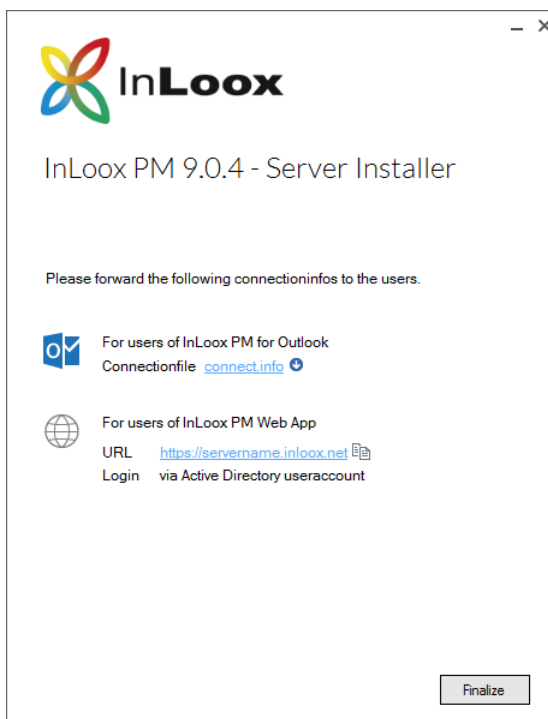 InLoox
InLoox PM 9.0.4 - Server Installer
Please forward the following connectioninfos to the users.
For users of InLoox PM for Outlook
Connectionfile connect.info
For users of InLoox PM Web App
URL https://servername.inloox.net
Login via Active Directory useraccount
Finalize